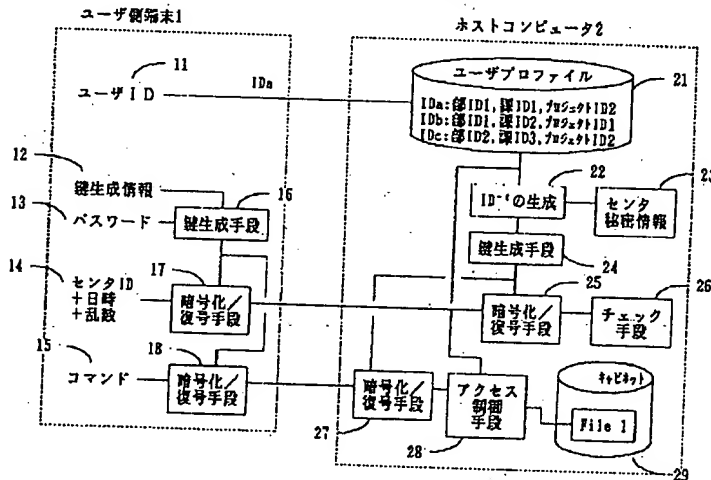 ユーザ側端末1
ホストコンピュータ2
11
ユーザID
IDa
ユーザプロファイル
21
IDa:部ID1,課ID1,プロジェクトID2
IDb:部ID1,課ID2,プロジェクトID1
IDc:部ID2,課ID3,プロジェクトID2
12
鍵生成情報
13
パスワード
16
鍵生成手段
22
の生成
23
センタ
秘密情報
鍵生成手段
24
14
センタID
+日時
+乱数
17
暗号化/
復号手段
25
暗号化/
復号手段
26
チェック
手段
15
コマンド
18
暗号化/
復号手段
暗号化/
復号手段
27
アクセス
制御
手段
28
キャビネット
File 1
29